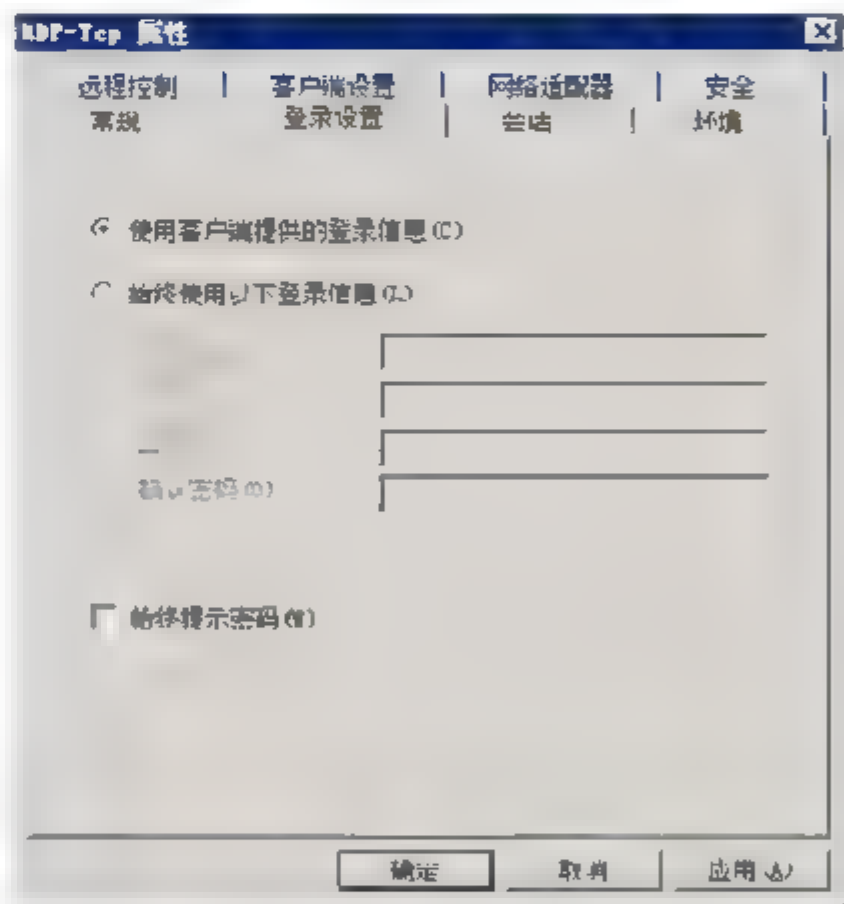 RDP-Tcp 属性
远程控制 客户端设置 网络适配器 安全
常规 登录设置 会话 环境
使用客户端提供的登录信息(C)
始终使用以下登录信息(L)
确认密码
始终提示密码
确定 取消 应用(A)